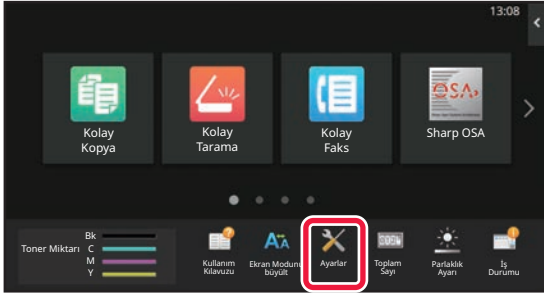 13:08
Kolay
Kopya
Kolay
Tarama
Kolay
Faks
OSA
Sharp OSA
Toner Miktarı
Bk
C
M
Y
Kullanım
Kılavuzu
Ekran Modunu
büyült
Ayarlar
Toplam
Sayı
Parlaklık
Ayarı
İş
Durumu